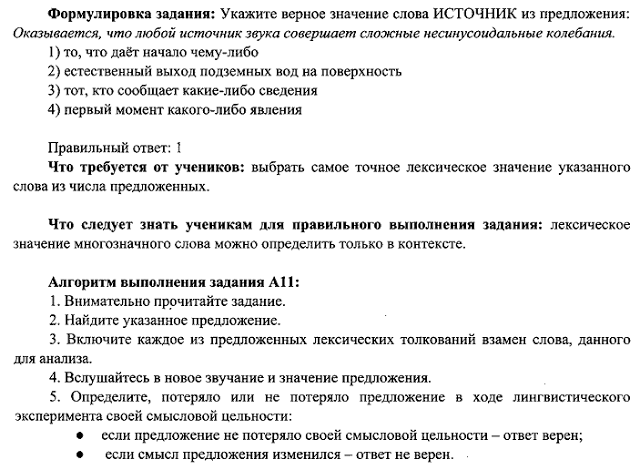 Формулировка задания: Укажите верное значение слова ИСТОЧНИК из предложения:
Оказывается, что любой источник звука совершает сложные несинусоидальные колебания.
1) то, что даёт начало чему-либо
2) естественный выход подземных вод на поверхность
3) тот, кто сообщает какие-либо сведения
4) первый момент какого-либо явления
Правильный ответ: 1
Что требуется от учеников: выбрать самое точное лексическое значение указанного
слова из числа предложенных.
Что следует знать ученикам для правильного выполнения задания: лексическое
значение многозначного слова можно определить только в контексте.
Алгоритм выполнения задания А11:
1. Внимательно прочитайте задание.
2. Найдите указанное предложение.
3. Включите каждое из предложенных лексических толкований взамен слова, данного
для анализа.
4. Вслушайтесь в новое звучание и значение предложения.
5. Определите, потеряло или не потеряло предложение в ходе лингвистического
эксперимента своей смысловой цельности:
● если предложение не потеряло своей смысловой цельности – ответ верен;
● если смысл предложения изменился – ответ не верен.